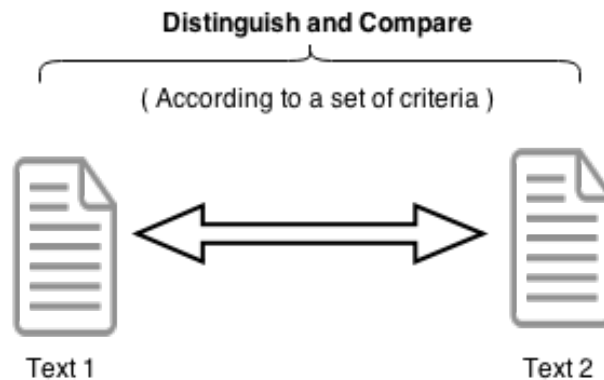 Distinguish and Compare
( According to a set of criteria )
Text 1
Text 2